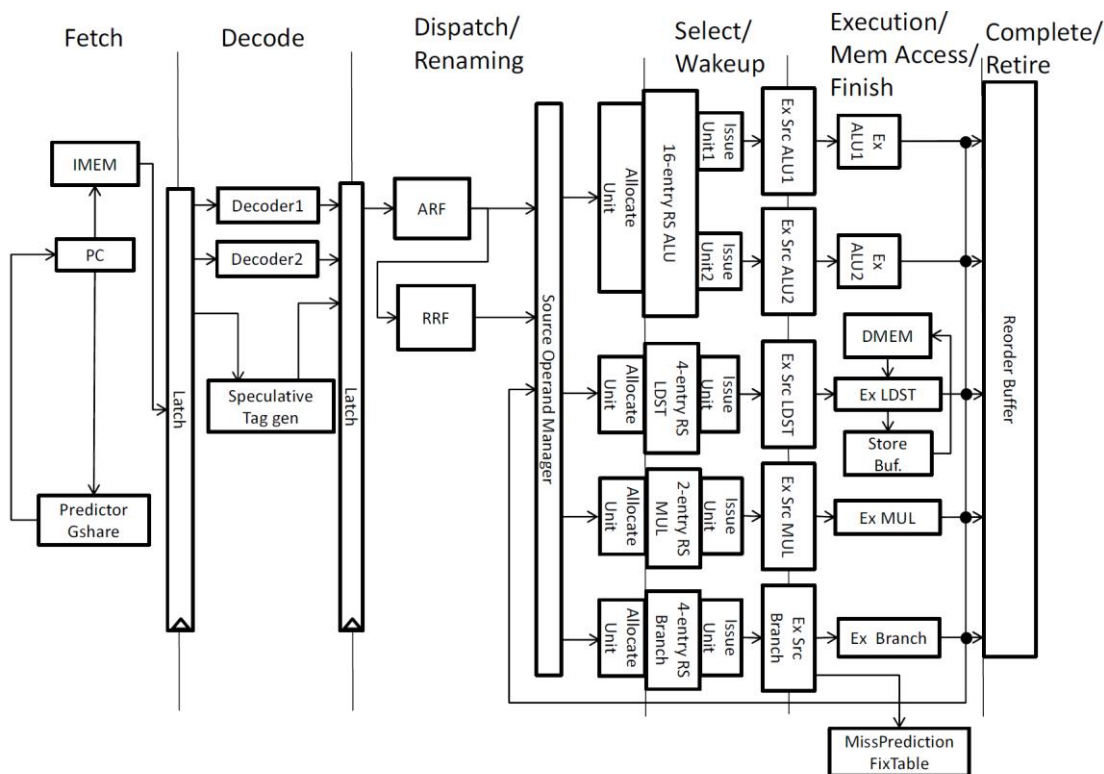 Fetch
Decode
Dispatch/
Renaming
Select/
Wakeup
Execution/
Mem Access/
Finish
Complete/
Retire
IMEM
PC
Predictor
Gshare
Latch
Decoder1
Decoder2
Speculative
Tag gen
Latch
ARF
RRF
Source Operand Manager
Allocate
Unit
16-entry RS ALU
Issue
Unit1
Issue
Unit2
Ex Src ALU1
Ex Src ALU2
Ex
ALU1
Ex
ALU2
Allocate
Unit
4-entry RS
LDST
Issue
Unit
Ex Src LDST
DMEM
Ex LDST
Store
Buf.
Allocate
Unit
2-entry RS
MUL
Issue
Unit
Ex Src MUL
Ex MUL
Allocate
Unit
4-entry RS
Branch
Issue
Unit
Ex Src
Branch
Ex Branch
MissPrediction
FixTable
Reorder Buffer